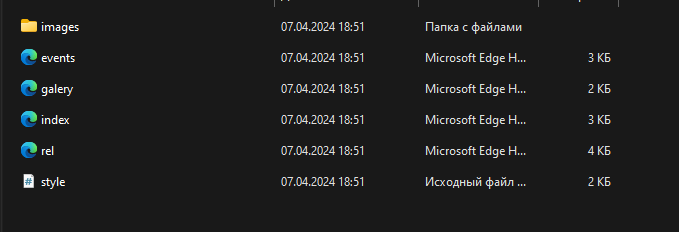 images 07.04.2024 18:51 Папка с файлами
events 07.04.2024 18:51 Microsoft Edge H... 3 КБ
galery 07.04.2024 18:51 Microsoft Edge H... 2 КБ
index 07.04.2024 18:51 Microsoft Edge H... 3 КБ
rel 07.04.2024 18:51 Microsoft Edge H... 4 КБ
style 07.04.2024 18:51 Исходный файл ... 2 КБ